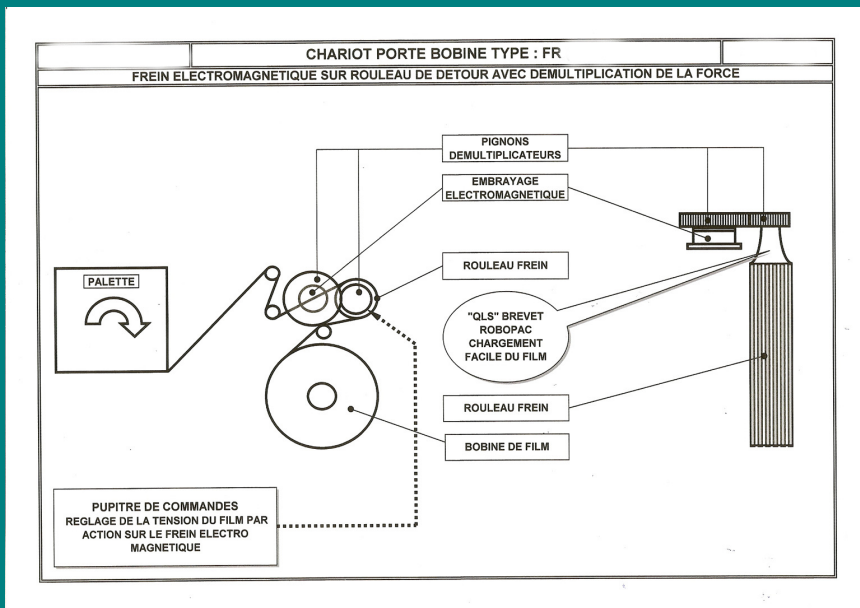 CHARIOT PORTE BOBINE TYPE : FR
FREIN ELECTROMAGNETIQUE SUR ROULEAU DE DETOUR AVEC DEMULTIPLICATION DE LA FORCE
PIGNONS
DEMULTIPLICATEURS
EMBRAYAGE
ELECTROMAGNETIQUE
ROULEAU FREIN
PALETTE
"QLS" BREVET
ROBOPAC
CHARGEMENT
FACILE DU FILM
ROULEAU FREIN
BOBINE DE FILM
PUPITRE DE COMMANDES
REGLAGE DE LA TENSION DU FILM PAR
ACTION SUR LE FREIN ELECTRO
MAGNETIQUE